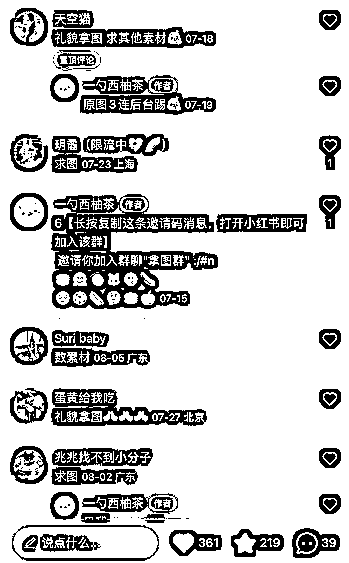 天空猫
礼貌拿图 求其他素材 07-18
置顶评论
一勺西柚茶 作者
原图3连后台踢 07-19
玥番（限流中）
求图 07-23 上海
1
一勺西柚茶 作者
6【长按复制这条邀请码消息，打开小红书即可
加入该群】
邀请你加入群聊“拿图群”:/#n
1
07-15
Suri baby
数素材 08-05 广东
蛋黄给我吃
礼貌拿图 07-27 北京
兆兆找不到小分子
求图 08-02 广东
一勺西柚茶 作者
说点什么...
361
219
39